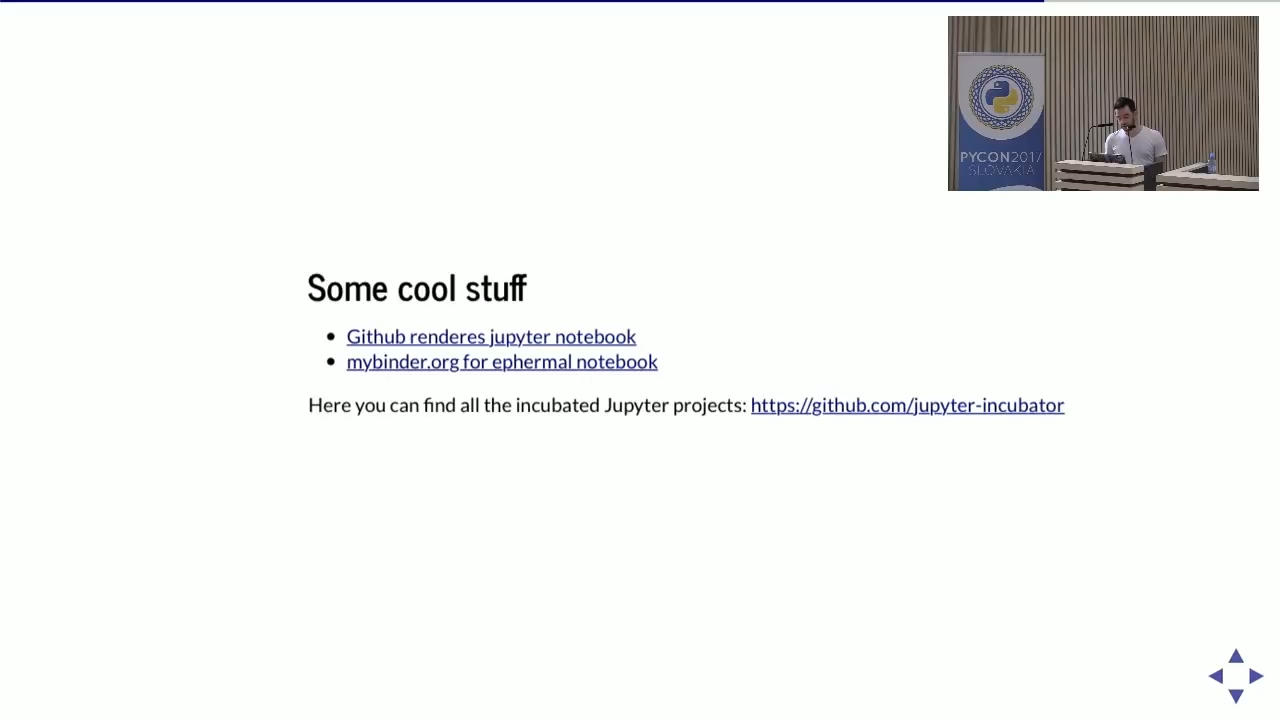 PYCON2017
SLOVAKIA
Some cool stuff
Github renderes jupyter notebook
mybinder.org for ephermal notebook
Here you can find all the incubated Jupyter projects: https://github.com/jupyter-incubator